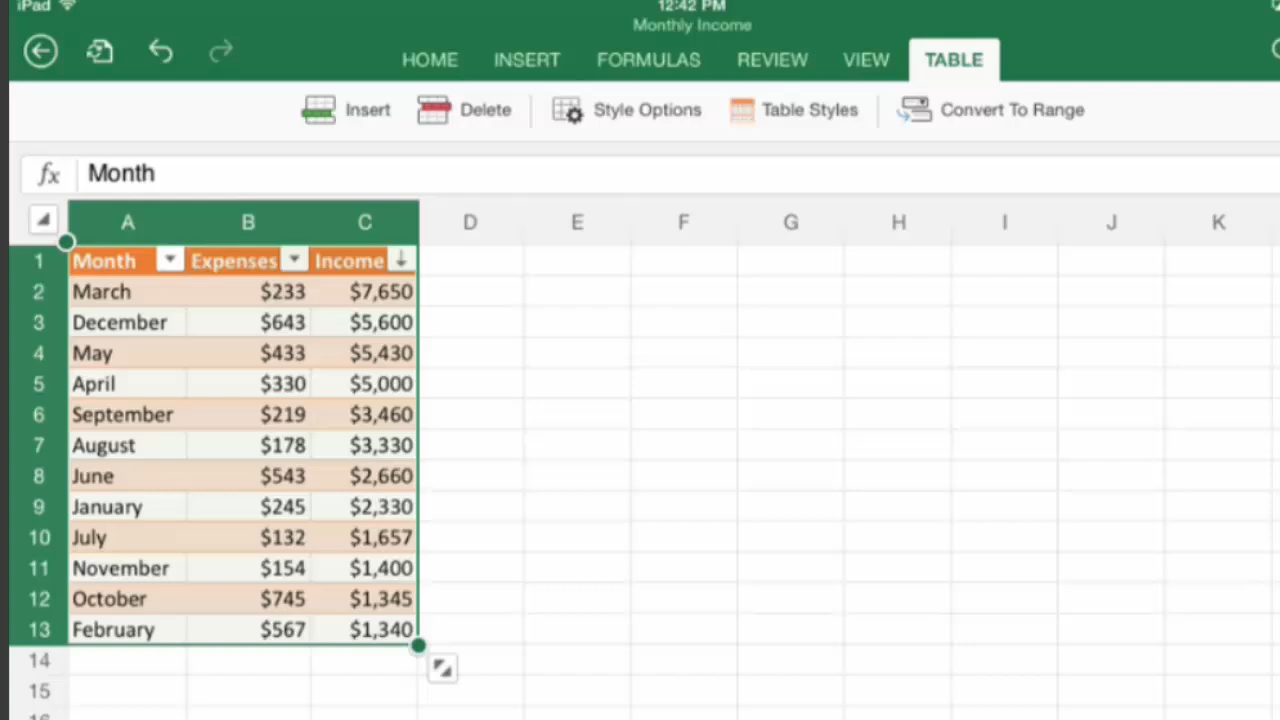 iPad 12:42 PM
Monthly Income
HOME INSERT FORMULAS REVIEW VIEW TABLE
Insert Delete Style Options Table Styles Convert To Range
fx Month
A B C D E F G H I J K
1 Month Expenses Income
2 March $233 $7,650
3 December $643 $5,600
4 May $433 $5,430
5 April $330 $5,000
6 September $219 $3,460
7 August $178 $3,330
8 June $543 $2,660
9 January $245 $2,330
10 July $132 $1,657
11 November $154 $1,400
12 October $745 $1,345
13 February $567 $1,340
14
15
16